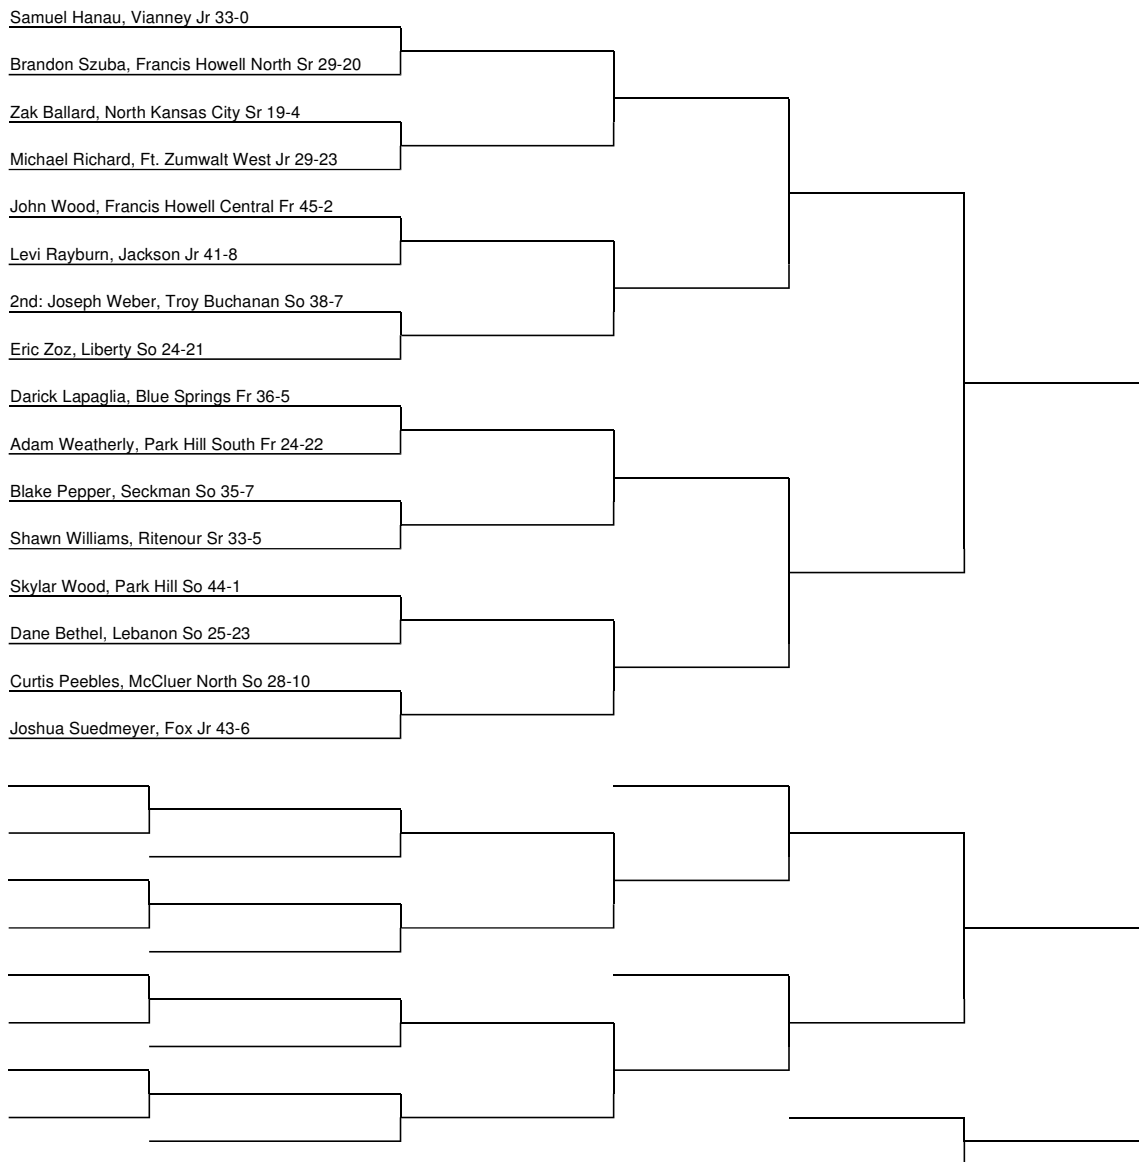 Samuel Hanau, Vianney Jr 33-0
Brandon Szuba, Francis Howell North Sr 29-20
Zak Ballard, North Kansas City Sr 19-4
Michael Richard, Ft. Zumwalt West Jr 29-23
John Wood, Francis Howell Central Fr 45-2
Levi Rayburn, Jackson Jr 41-8
2nd: Joseph Weber, Troy Buchanan So 38-7
Eric Zoz, Liberty So 24-21
Darick Lapaglia, Blue Springs Fr 36-5
Adam Weatherly, Park Hill South Fr 24-22
Blake Pepper, Seckman So 35-7
Shawn Williams, Ritenour Sr 33-5
Skylar Wood, Park Hill So 44-1
Dane Bethel, Lebanon So 25-23
Curtis Peebles, McCluer North So 28-10
Joshua Suedmeyer, Fox Jr 43-6